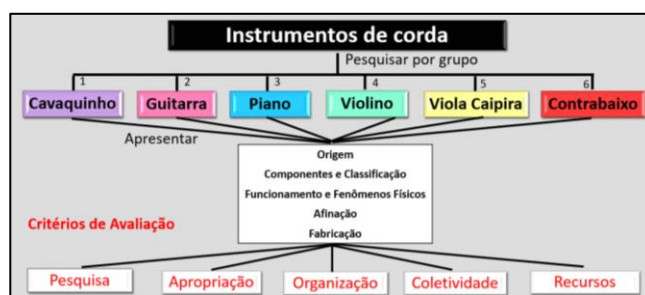 Instrumentos de corda
Pesquisar por grupo
1 2 3 4 5 6
Cavaquinho Guitarra Piano Violino Viola Caipira Contrabaixo
Apresentar
Origem
Componentes e Classificação
Funcionamento e Fenômenos Físicos
Afinação
Fabricação
Critérios de Avaliação
Pesquisa Apropriação Organização Coletividade Recursos